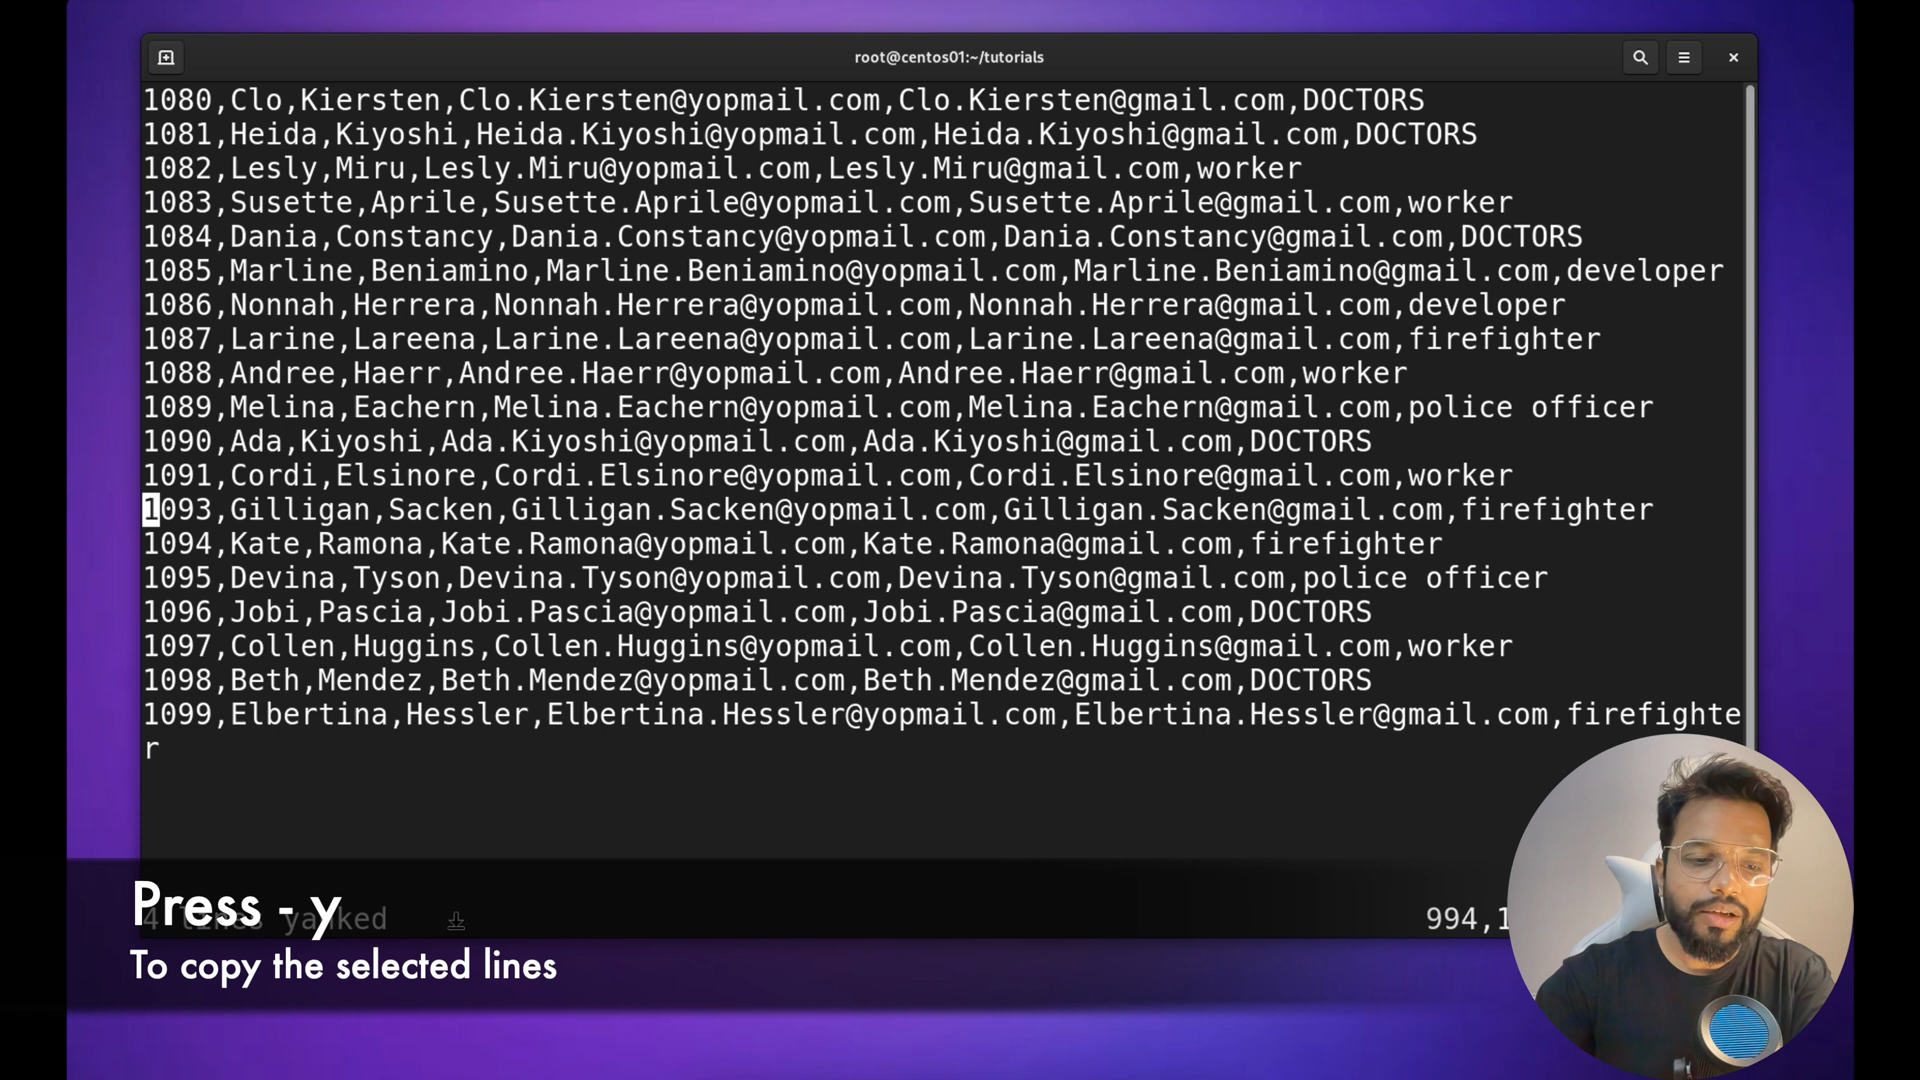 root@centos01:~/tutorials
1080,Clo,Kiersten,Clo.Kiersten@yopmail.com,Clo.Kiersten@gmail.com,DOCTORS
1081,Heida,Kiyoshi,Heida.Kiyoshi@yopmail.com,Heida.Kiyoshi@gmail.com,DOCTORS
1082,Lesly,Miru,Lesly.Miru@yopmail.com,Lesly.Miru@gmail.com,worker
1083,Susette,Aprile,Susette.Aprile@yopmail.com,Susette.Aprile@gmail.com,worker
1084,Dania,Constancy,Dania.Constancy@yopmail.com,Dania.Constancy@gmail.com,DOCTORS
1085,Marline,Beniamino,Marline.Beniamino@yopmail.com,Marline.Beniamino@gmail.com,developer
1086,Nonnah,Herrera,Nonnah.Herrera@yopmail.com,Nonnah.Herrera@gmail.com,developer
1087,Larine,Lareena,Larine.Lareena@yopmail.com,Larine.Lareena@gmail.com,firefighter
1088,Andree,Haerr,Andree.Haerr@yopmail.com,Andree.Haerr@gmail.com,worker
1089,Melina,Eachern,Melina.Eachern@yopmail.com,Melina.Eachern@gmail.com,police officer
1090,Ada,Kiyoshi,Ada.Kiyoshi@yopmail.com,Ada.Kiyoshi@gmail.com,DOCTORS
1091,Cordi,Elsinore,Cordi.Elsinore@yopmail.com,Cordi.Elsinore@gmail.com,worker
1093,Gilligan,Sacken,Gilligan.Sacken@yopmail.com,Gilligan.Sacken@gmail.com,firefighter
1094,Kate,Ramona,Kate.Ramona@yopmail.com,Kate.Ramona@gmail.com,firefighter
1095,Devina,Tyson,Devina.Tyson@yopmail.com,Devina.Tyson@gmail.com,police officer
1096,Jobi,Pascia,Jobi.Pascia@yopmail.com,Jobi.Pascia@gmail.com,DOCTORS
1097,Collen,Huggins,Collen.Huggins@yopmail.com,Collen.Huggins@gmail.com,worker
1098,Beth,Mendez,Beth.Mendez@yopmail.com,Beth.Mendez@gmail.com,DOCTORS
1099,Elbertina,Hessler,Elbertina.Hessler@yopmail.com,Elbertina.Hessler@gmail.com,firefighte
r
4 lines yanked
994,1
Press - y
To copy the selected lines